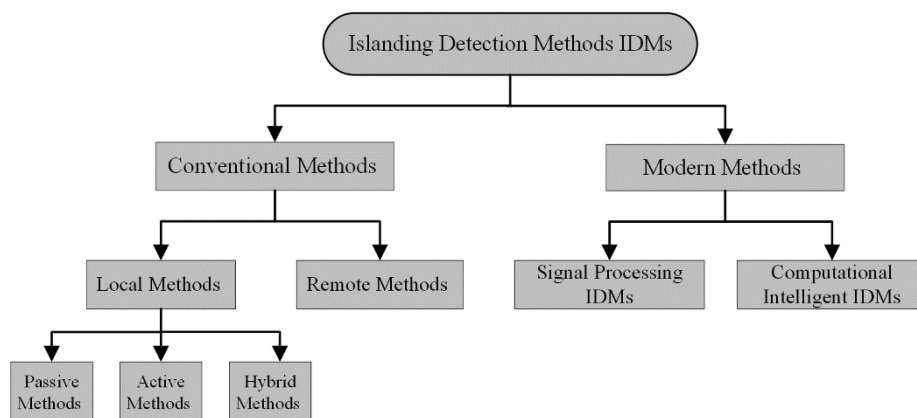 Islanding Detection Methods IDMs
Conventional Methods
Modern Methods
Local Methods
Remote Methods
Signal Processing
IDMs
Computational
Intelligent IDMs
Passive
Methods
Active
Methods
Hybrid
Methods